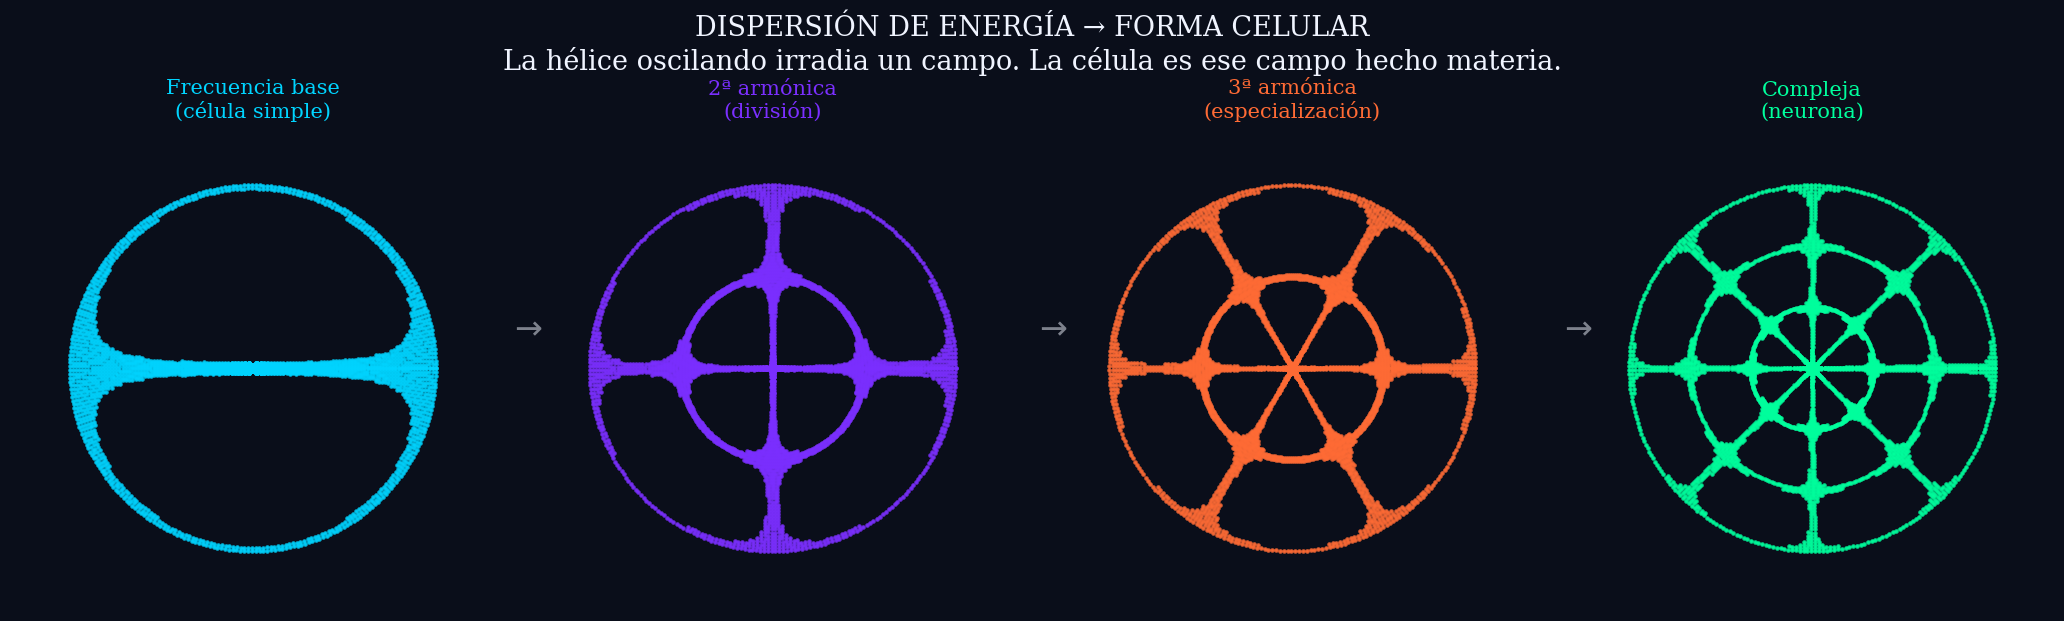 DISPERSIÓN DE ENERGÍA → FORMA CELULAR
La hélice oscilando irradia un campo. La célula es ese campo hecho materia.
Frecuencia base
(célula simple)
2ª armónica
(división)
3ª armónica
(especialización)
Compleja
(neurona)
→
→
→